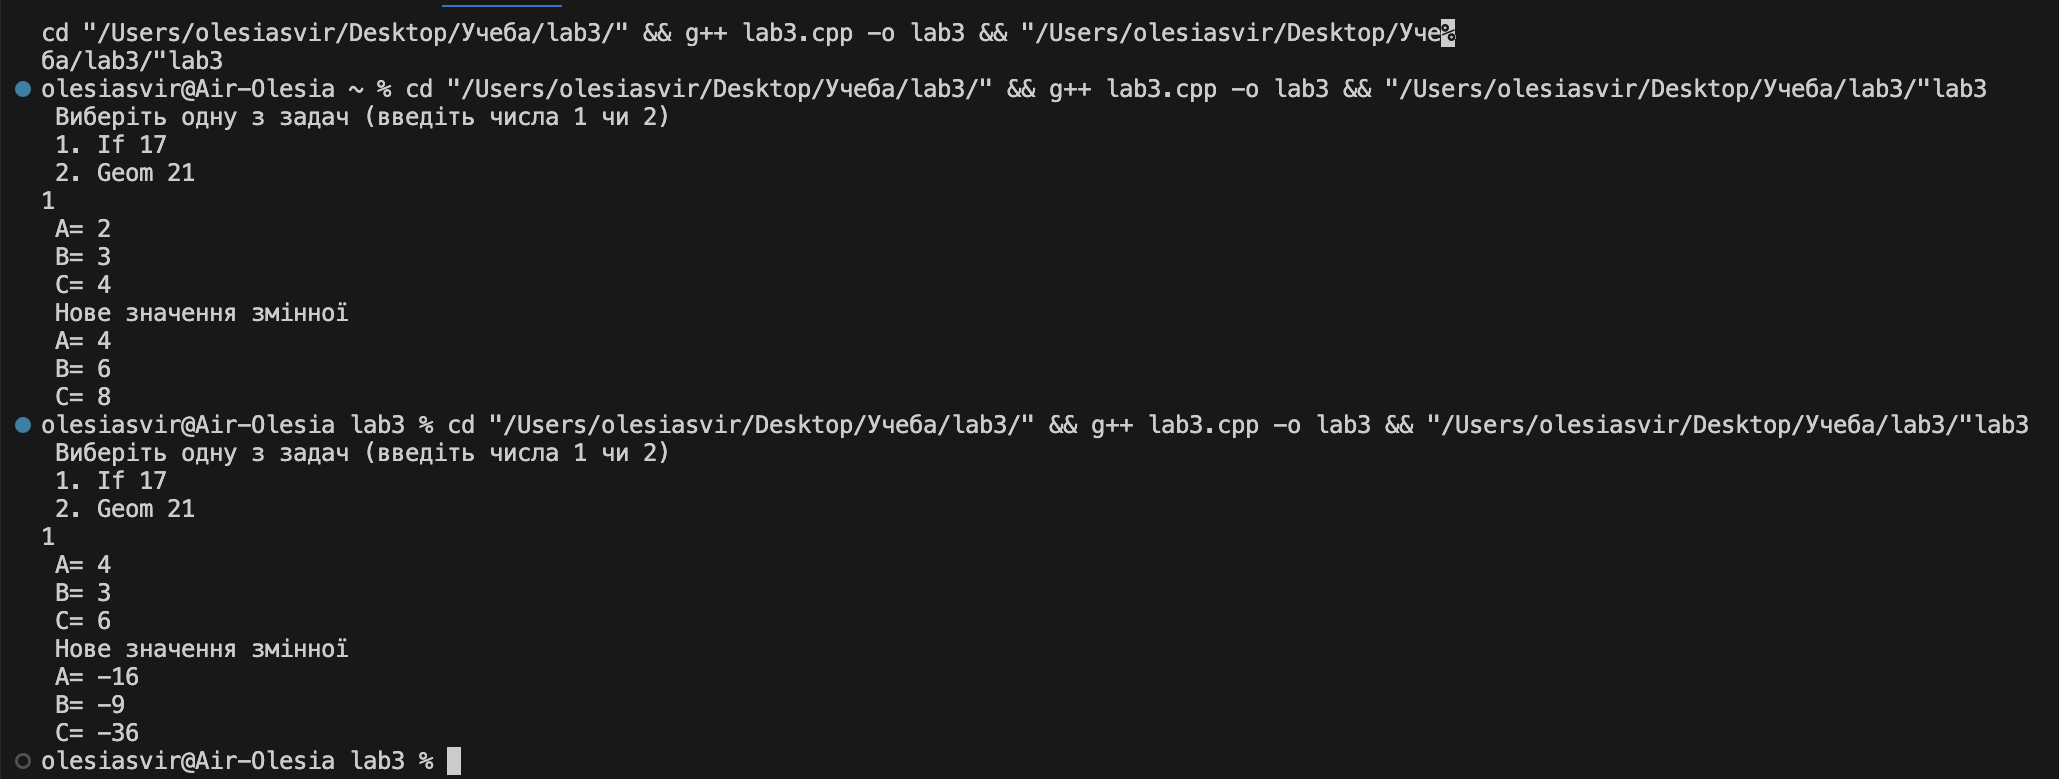 cd "/Users/olesiasvir/Desktop/Учеба/lab3/" && g++ lab3.cpp -o lab3 && "/Users/olesiasvir/Desktop/Уче%
ба/lab3/"lab3
olesiasvir@Air-Olesia ~ % cd "/Users/olesiasvir/Desktop/Учеба/lab3/" && g++ lab3.cpp -o lab3 && "/Users/olesiasvir/Desktop/Учеба/lab3/"lab3
Виберіть одну з задач (введіть числа 1 чи 2)
1. If 17
2. Geom 21
1
A= 2
B= 3
C= 4
Нове значення змінної
A= 4
B= 6
C= 8
olesiasvir@Air-Olesia lab3 % cd "/Users/olesiasvir/Desktop/Учеба/lab3/" && g++ lab3.cpp -o lab3 && "/Users/olesiasvir/Desktop/Учеба/lab3/"lab3
Виберіть одну з задач (введіть числа 1 чи 2)
1. If 17
2. Geom 21
1
A= 4
B= 3
C= 6
Нове значення змінної
A= -16
B= -9
C= -36
olesiasvir@Air-Olesia lab3 %